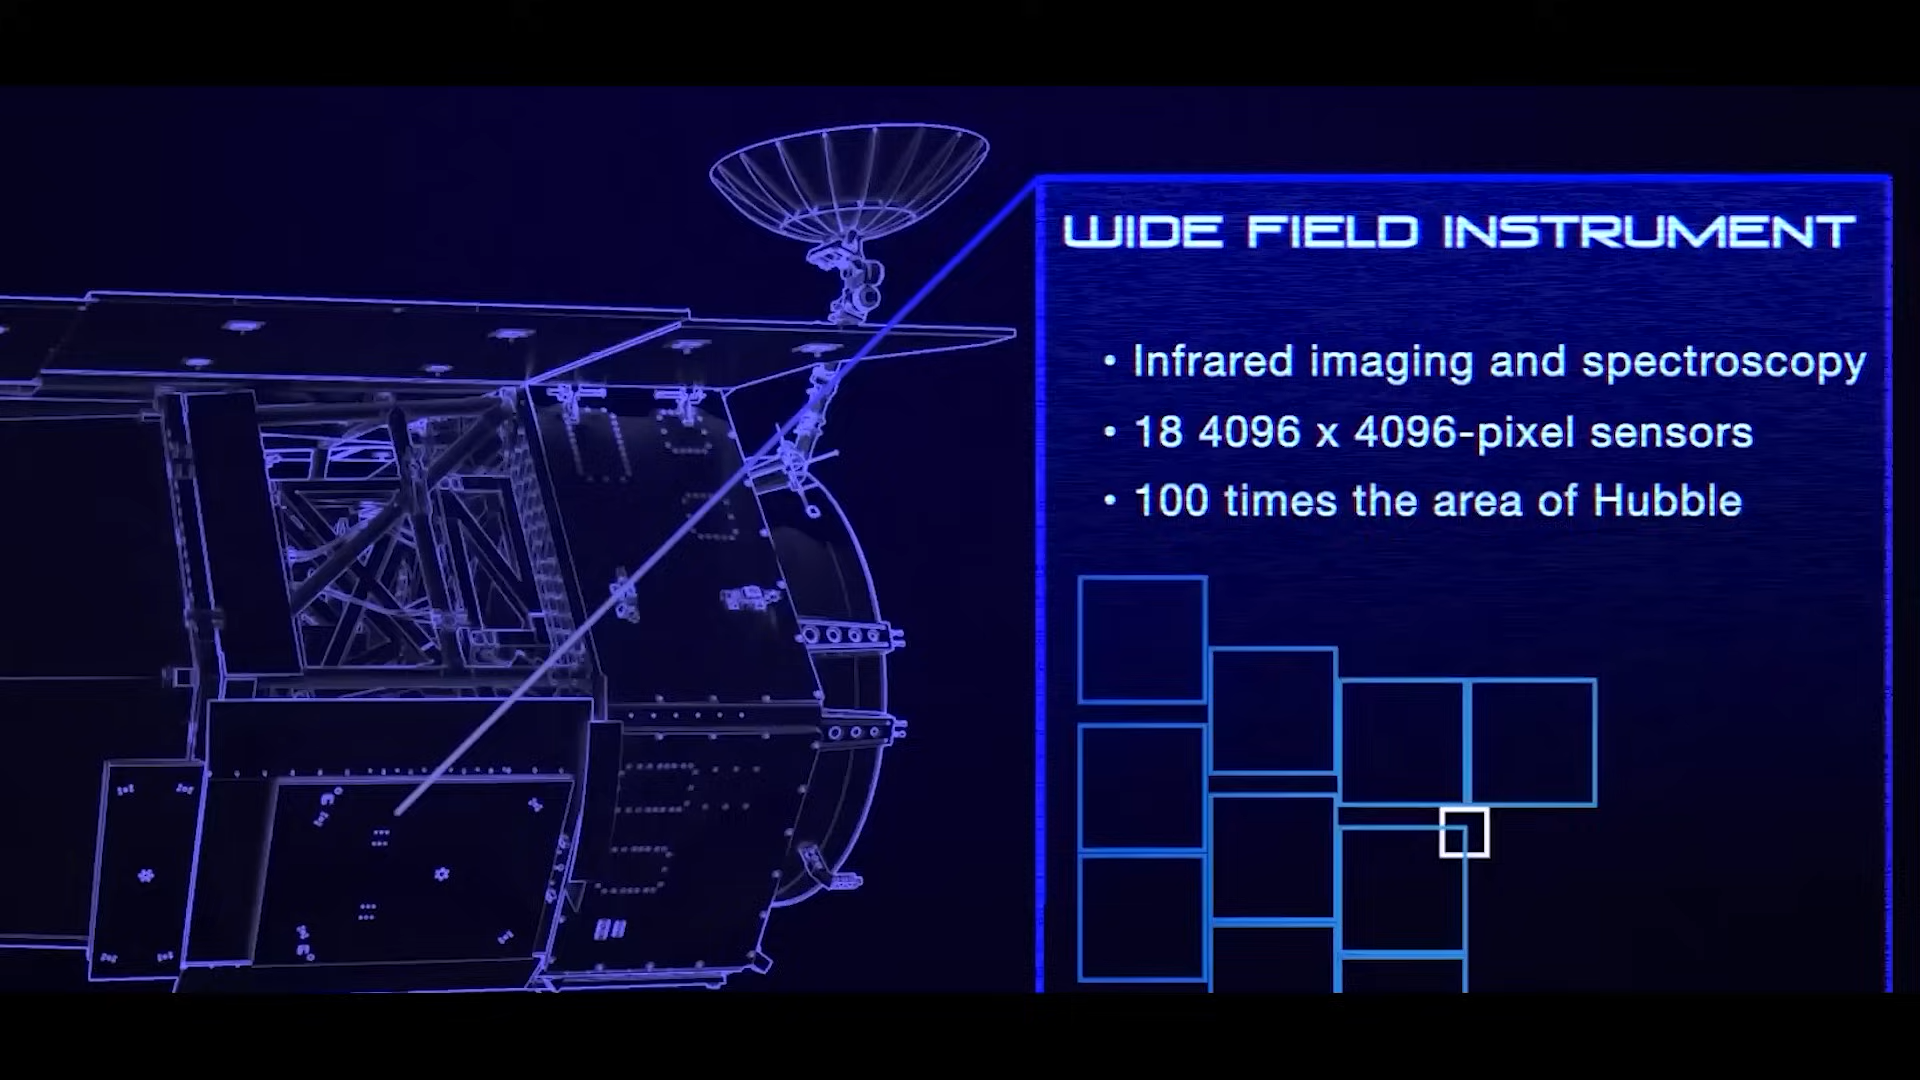 WIDE FIELD INSTRUMENT
• Infrared imaging and spectroscopy
• 18 4096 x 4096-pixel sensors
• 100 times the area of Hubble